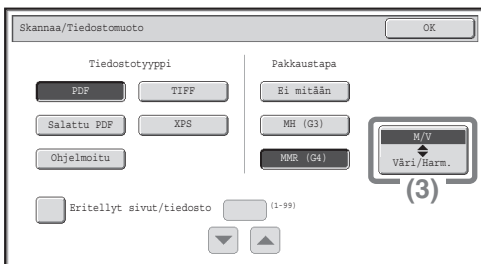 Skannaa/Tiedostomuoto
OK
Tiedostotyyppi
Pakkaustapa
PDF
TIFF
Ei mitään
Salattu PDF
XPS
MH (G3)
Ohjelmoitu
MMR (G4)
M/V
Väri/Harm.
(3)
Eritellyt sivut/tiedosto
(1-99)